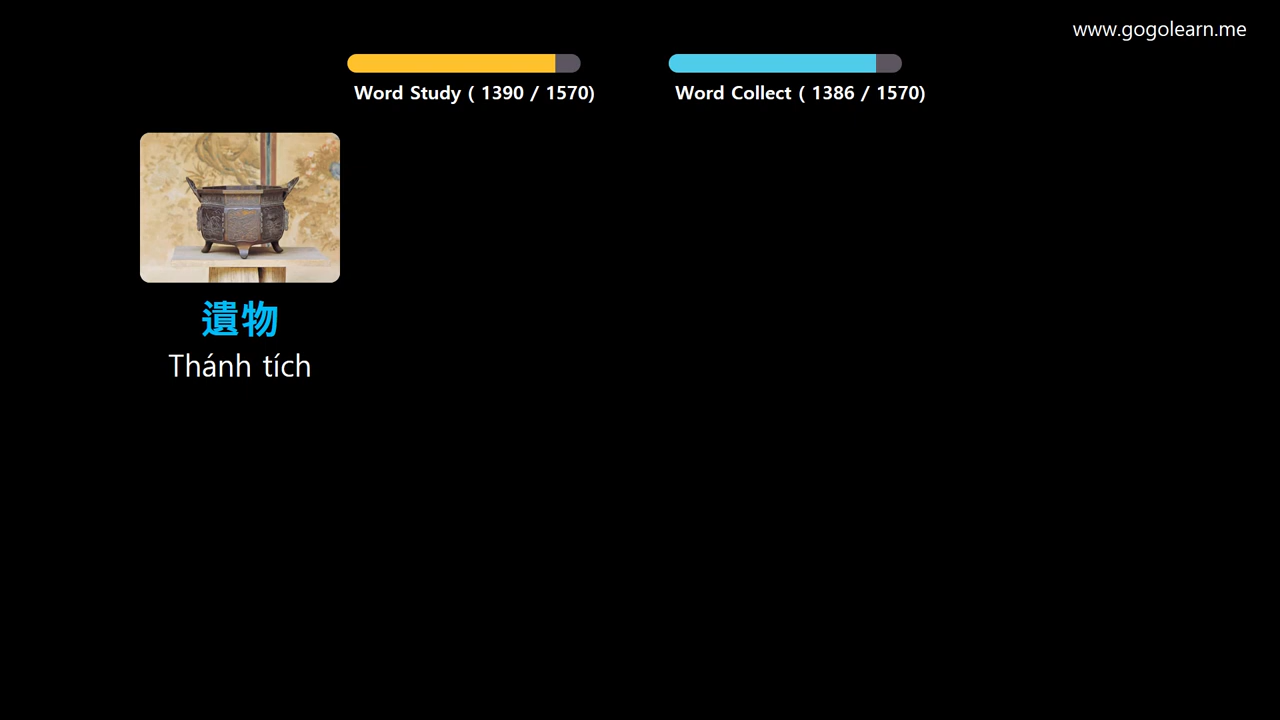 www.gogolearn.me
Word Study ( 1390 / 1570)
Word Collect ( 1386 / 1570)
遺物
Thánh tích